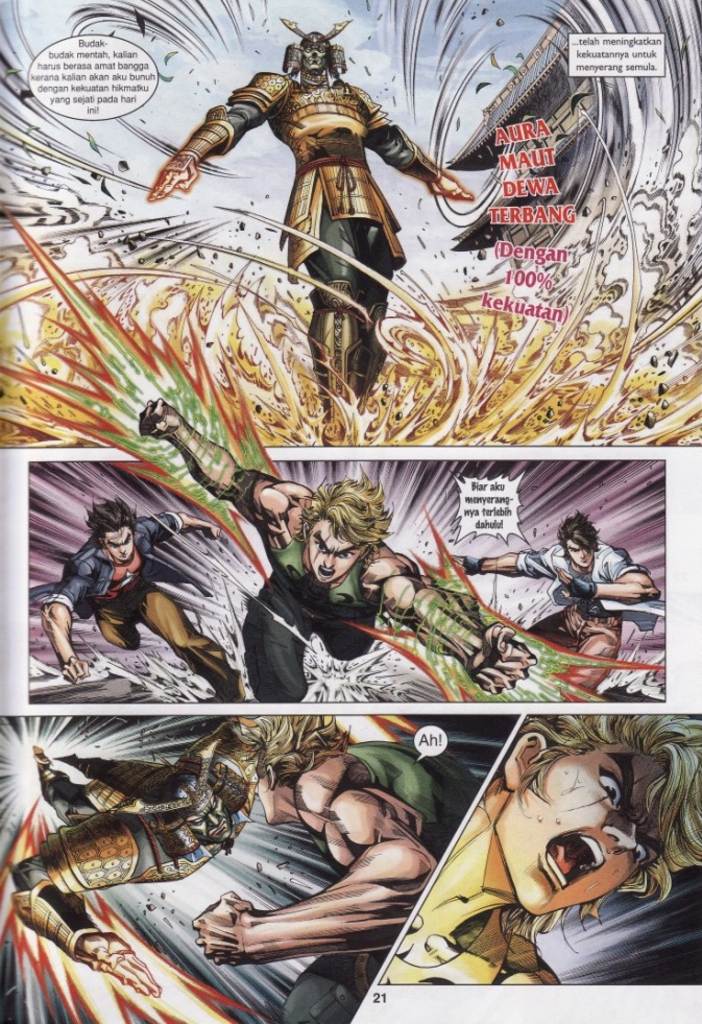 Budak-
budak mentah, kalian
harus berasa amat bangga
kerana kalian akan aku bunuh
dengan kekuatan hikmatku
yang sejati pada hari
ini!
...telah meningkatkan
kekuatannya untuk
menyerang semula.
AURA
MAUT
DEWA
TERBANG
(Dengan
100%
kekuatan)
Biar aku
menyerang-
nya terlebih
dahulu!
Ah!
21